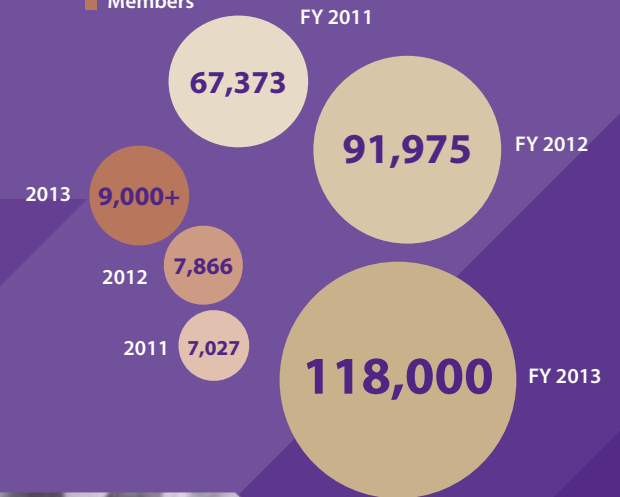 Members
FY 2011
67,373
91,975
FY 2012
2013
9,000+
7,866
2012
2011
7,027
118,000
FY 2013